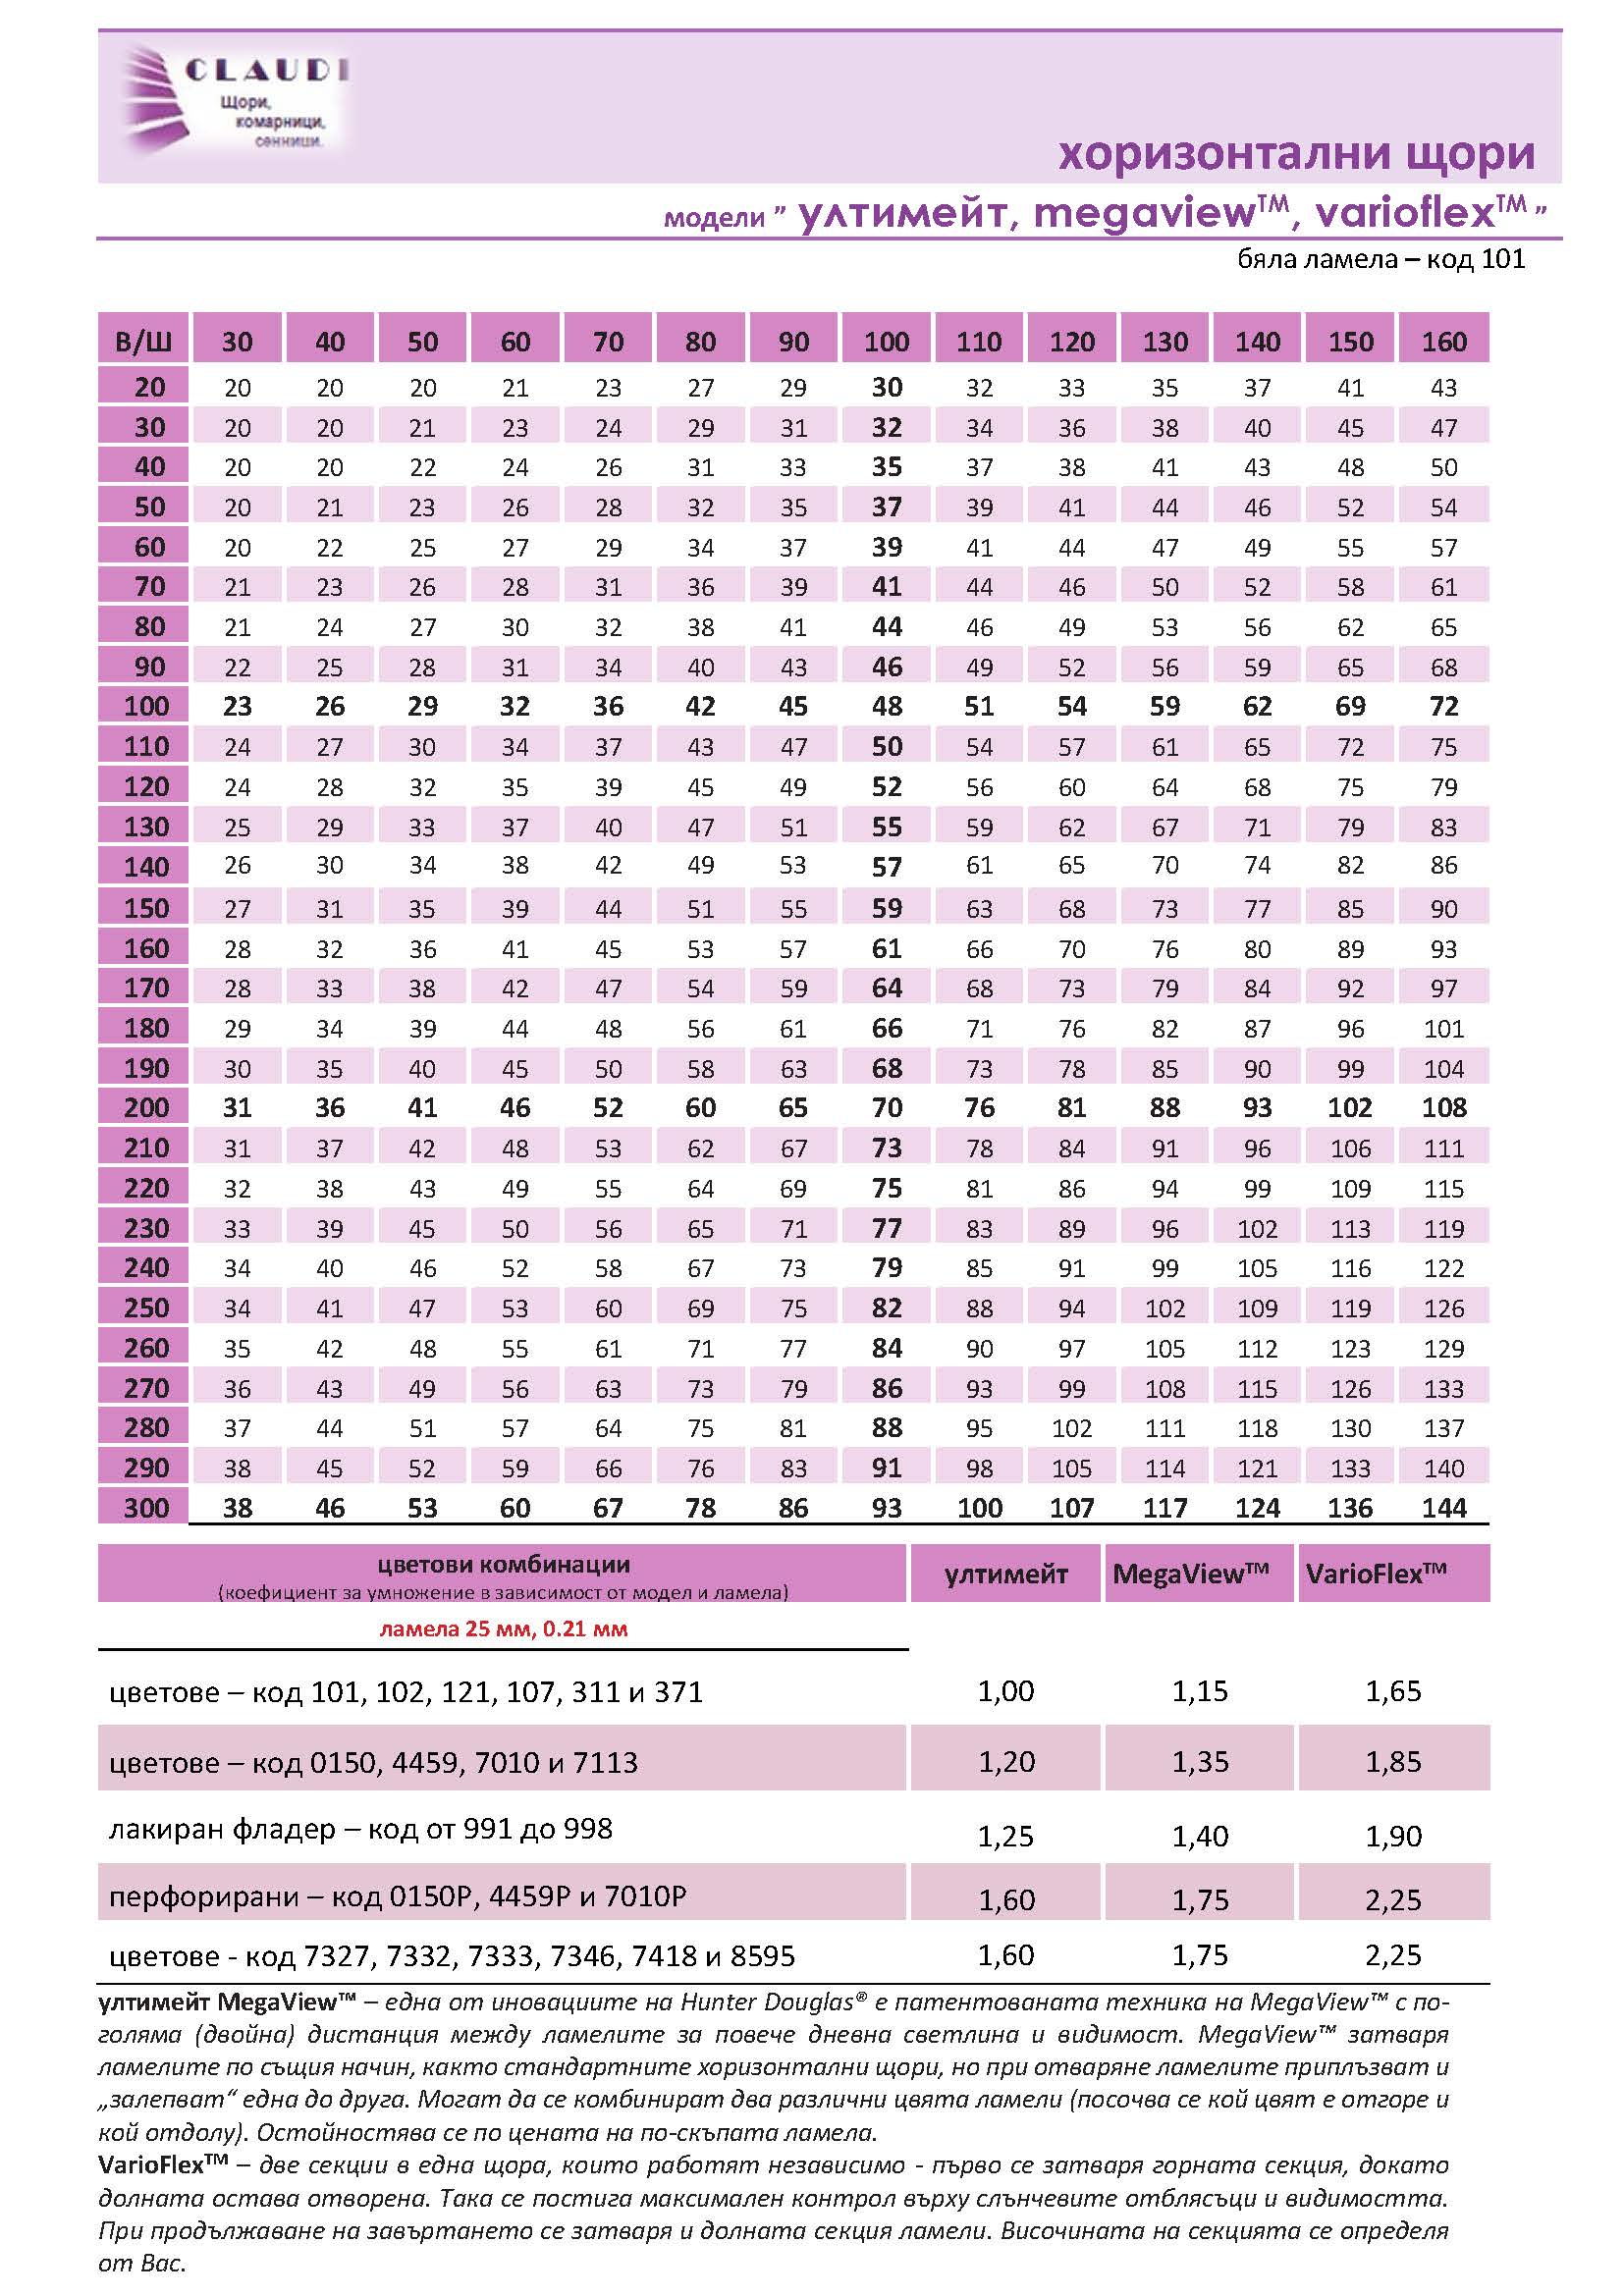 CLAUDI
Щори,
комарници,
сенници.
хоризонтални щори
модели ” ултимейт, megaview™, varioflex™ ”
бяла ламела – код 101
В/Ш 30 40 50 60 70 80 90 100 110 120 130 140 150 160
20 20 20 20 21 23 27 29 30 32 33 35 37 41 43
30 20 20 21 23 24 29 31 32 34 36 38 40 45 47
40 20 20 22 24 26 31 33 35 37 38 41 43 48 50
50 20 21 23 26 28 32 35 37 39 41 44 46 52 54
60 20 22 25 27 29 34 37 39 41 44 47 49 55 57
70 21 23 26 28 31 36 39 41 44 46 50 52 58 61
80 21 24 27 30 32 38 41 44 46 49 53 56 62 65
90 22 25 28 31 34 40 43 46 49 52 56 59 65 68
100 23 26 29 32 36 42 45 48 51 54 59 62 69 72
110 24 27 30 34 37 43 47 50 54 57 61 65 72 75
120 24 28 32 35 39 45 49 52 56 60 64 68 75 79
130 25 29 33 37 40 47 51 55 59 62 67 71 79 83
140 26 30 34 38 42 49 53 57 61 65 70 74 82 86
150 27 31 35 39 44 51 55 59 63 68 73 77 85 90
160 28 32 36 41 45 53 57 61 66 70 76 80 89 93
170 28 33 38 42 47 54 59 64 68 73 79 84 92 97
180 29 34 39 44 48 56 61 66 71 76 82 87 96 101
190 30 35 40 45 50 58 63 68 73 78 85 90 99 104
200 31 36 41 46 52 60 65 70 76 81 88 93 102 108
210 31 37 42 48 53 62 67 73 78 84 91 96 106 111
220 32 38 43 49 55 64 69 75 81 86 94 99 109 115
230 33 39 45 50 56 65 71 77 83 89 96 102 113 119
240 34 40 46 52 58 67 73 79 85 91 99 105 116 122
250 34 41 47 53 60 69 75 82 88 94 102 109 119 126
260 35 42 48 55 61 71 77 84 90 97 105 112 123 129
270 36 43 49 56 63 73 79 86 93 99 108 115 126 133
280 37 44 51 57 64 75 81 88 95 102 111 118 130 137
290 38 45 52 59 66 76 83 91 98 105 114 121 133 140
300 38 46 53 60 67 78 86 93 100 107 117 124 136 144
цветови комбинации
(коефициент за умножение в зависимост от модел и ламела)
ултимейт MegaView™ VarioFlex™
ламела 25 мм, 0.21 мм
цветове – код 101, 102, 121, 107, 311 и 371 1,00 1,15 1,65
цветове – код 0150, 4459, 7010 и 7113 1,20 1,35 1,85
лакиран фладер – код от 991 до 998 1,25 1,40 1,90
перфорирани – код 0150P, 4459P и 7010P 1,60 1,75 2,25
цветове - код 7327, 7332, 7333, 7346, 7418 и 8595 1,60 1,75 2,25
ултимейт MegaView™ – една от иновациите на Hunter Douglas® е патентованата техника на MegaView™ с по-
голяма (двойна) дистанция между ламелите за повече дневна светлина и видимост. MegaView™ затваря
ламелите по същия начин, както стандартните хоризонтални щори, но при отваряне ламелите приплъзват и
„залепват“ една до друга. Могат да се комбинират два различни цвята ламели (посочва се кой цвят е отгоре и
кой отдолу). Остойностява се по цената на по-скъпата ламела.
VarioFlex™ – две секции в една щора, които работят независимо - първо се затваря горната секция, докато
долната остава отворена. Така се постига максимален контрол върху слънчевите отблясъци и видимостта.
При продължаване на завъртането се затваря и долната секция ламели. Височината на секцията се определя
от Вас.